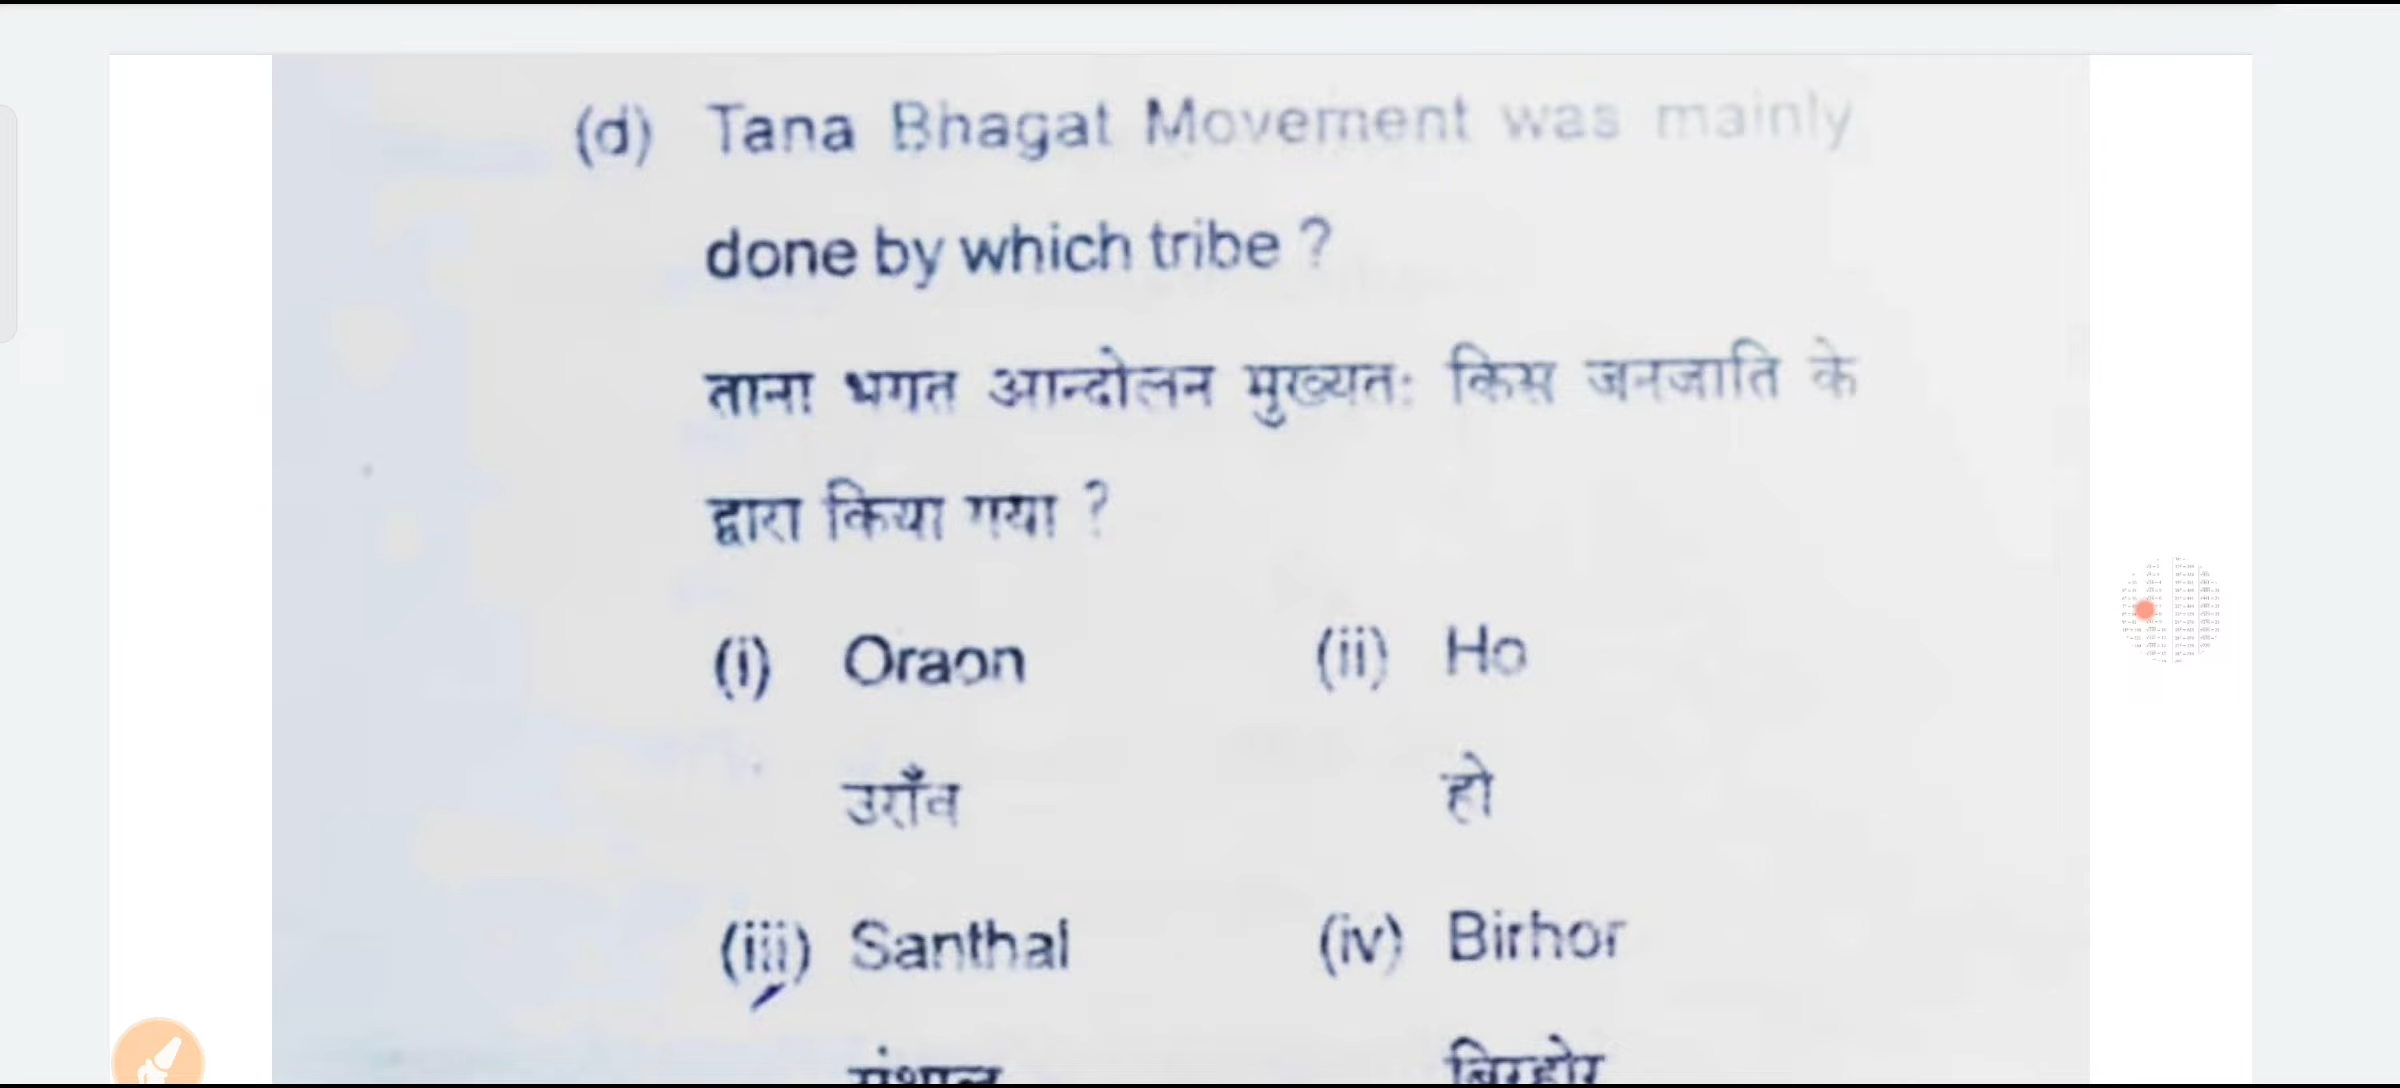 (d) Tana Bhagat Movement was mainly
done by which tribe ?
ताना भगत आन्दोलन मुख्यतः किस जनजाति के
द्वारा किया गया ?
(i) Oraon (ii) Ho
उराँव हो
(iii) Santhal (iv) Birhor
संथाल बिरहोर